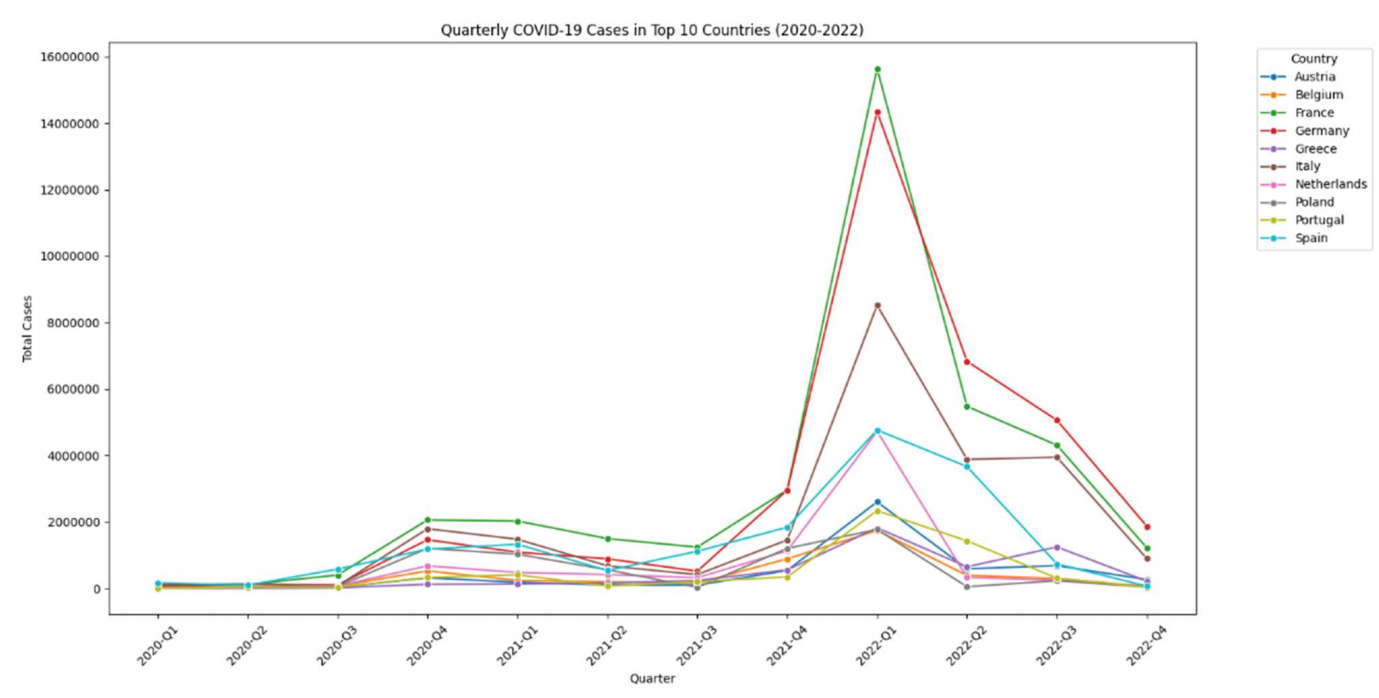 Quarterly COVID-19 Cases in Top 10 Countries (2020-2022)
Total Cases
16000000
14000000
12000000
10000000
8000000
6000000
4000000
2000000
0
2020-Q1
2020-Q2
2020-Q3
2020-Q4
2021-Q1
2021-Q2
2021-Q3
2021-Q4
2022-Q1
2022-Q2
2022-Q3
2022-Q4
Quarter
Country
Austria
Belgium
France
Germany
Greece
Italy
Netherlands
Poland
Portugal
Spain